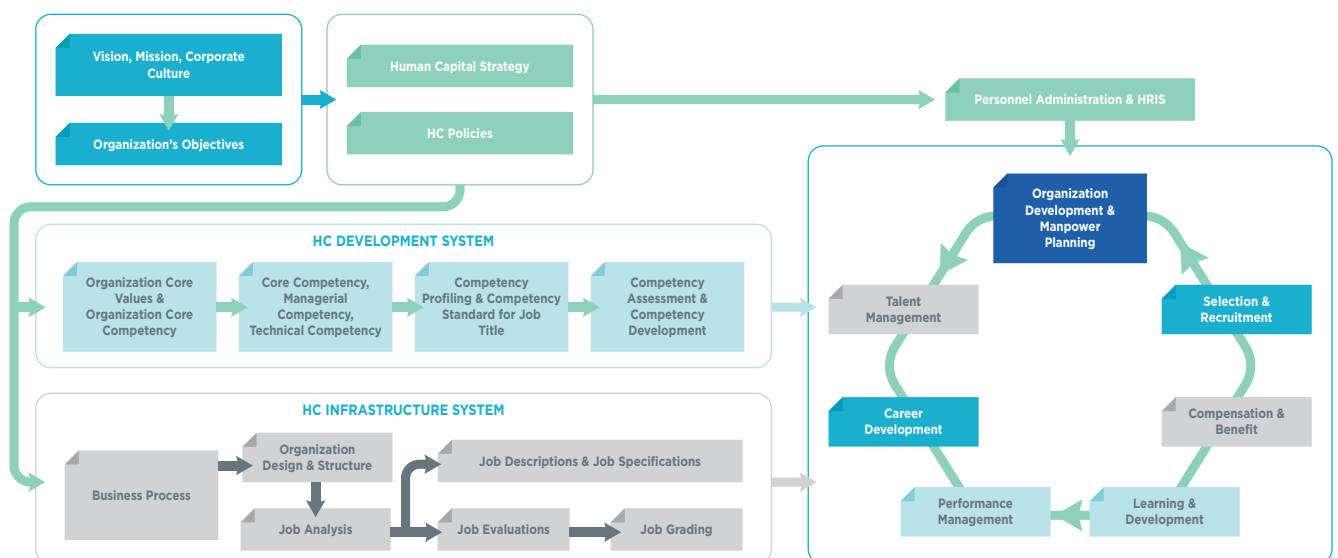 Vision, Mission, Corporate
Culture
Organization's Objectives
Human Capital Strategy
HC Policies
Personnel Administration & HRIS
HC DEVELOPMENT SYSTEM
Organization Core
Values &
Organization Core
Competency
Core Competency,
Managerial
Competency,
Technical Competency
Competency
Profiling & Competency
Standard for Job
Title
Competency
Assessment &
Competency
Development
HC INFRASTRUCTURE SYSTEM
Business Process
Organization
Design & Structure
Job Analysis
Job Descriptions & Job Specifications
Job Evaluations
Job Grading
Organization
Development &
Manpower
Planning
Talent
Management
Selection &
Recruitment
Career
Development
Compensation &
Benefit
Performance
Management
Learning &
Development